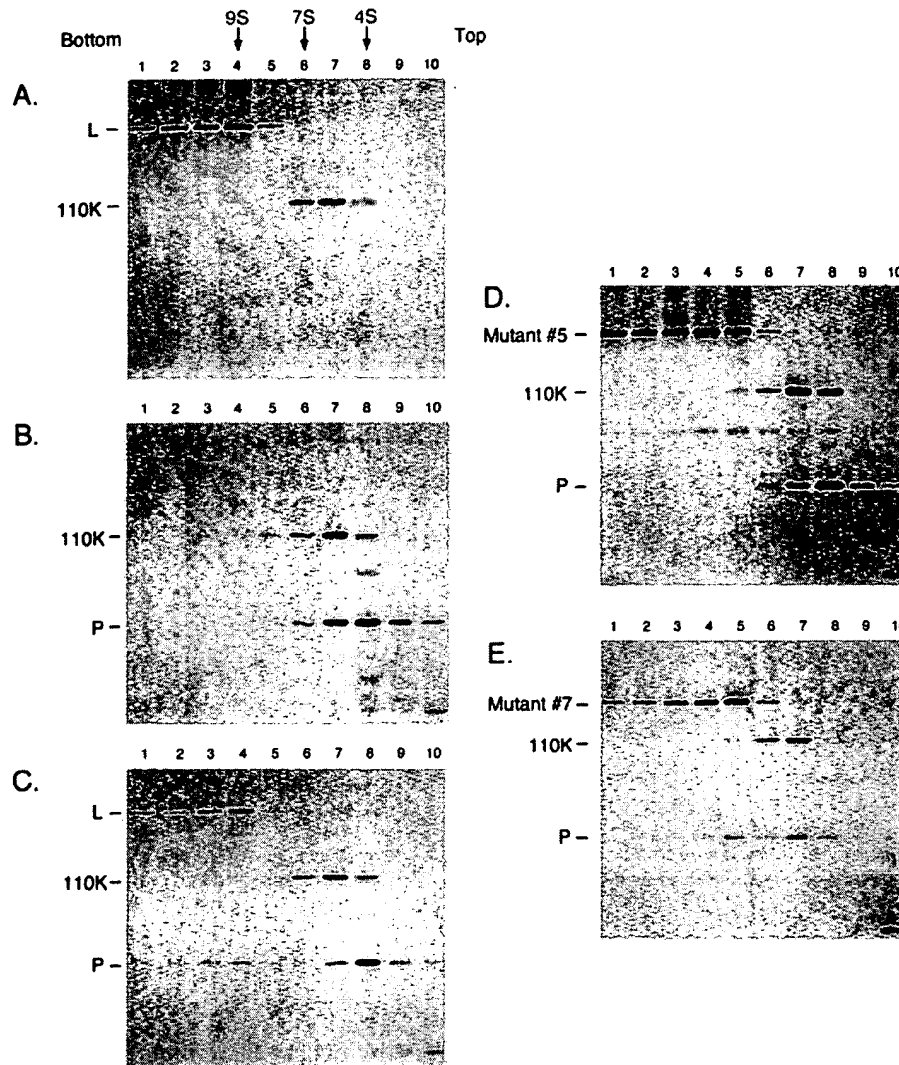 9S 7S 4S
Bottom Top
1 2 3 4 5 6 7 8 9 10
A.
L –
110K –
B.
1 2 3 4 5 6 7 8 9 10
110K –
P –
C.
1 2 3 4 5 6 7 8 9 10
L –
110K –
P –
D.
1 2 3 4 5 6 7 8 9 10
Mutant #5 –
110K –
P –
E.
1 2 3 4 5 6 7 8 9 10
Mutant #7 –
110K –
P –